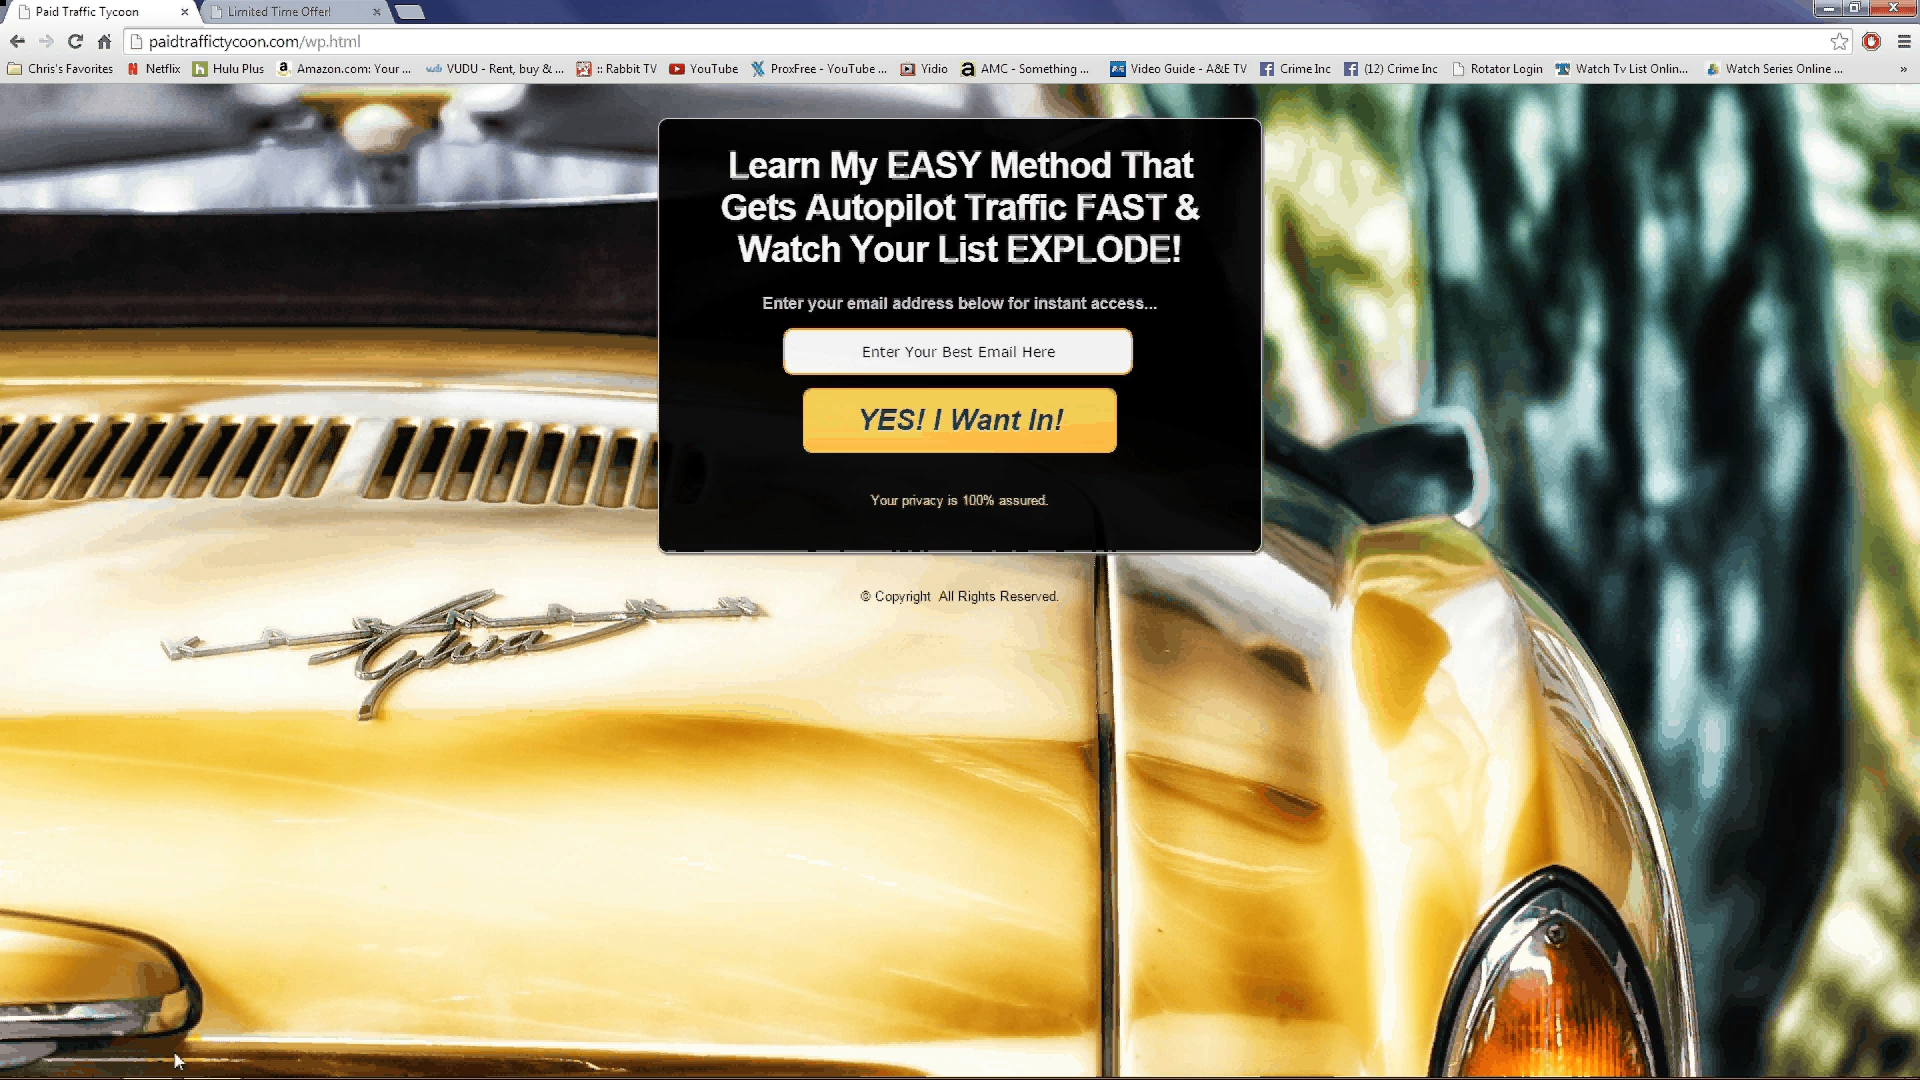 Paid Traffic Tycoon
Limited Time Offer!
paidtraffictycoon.com/wp.html
Chris's Favorites
Netflix
Hulu Plus
Amazon.com: Your ...
VUDU - Rent, buy & ...
:: Rabbit TV
YouTube
ProxFree - YouTube ...
Yidio
AMC - Something ...
Video Guide - A&E TV
Crime Inc
(12) Crime Inc
Rotator Login
Watch Tv List Onlin...
Watch Series Online ...
»
Learn My EASY Method That
Gets Autopilot Traffic FAST &
Watch Your List EXPLODE!
Enter your email address below for instant access...
Enter Your Best Email Here
YES! I Want In!
Your privacy is 100% assured.
© Copyright All Rights Reserved.
KARMANN
Ghia